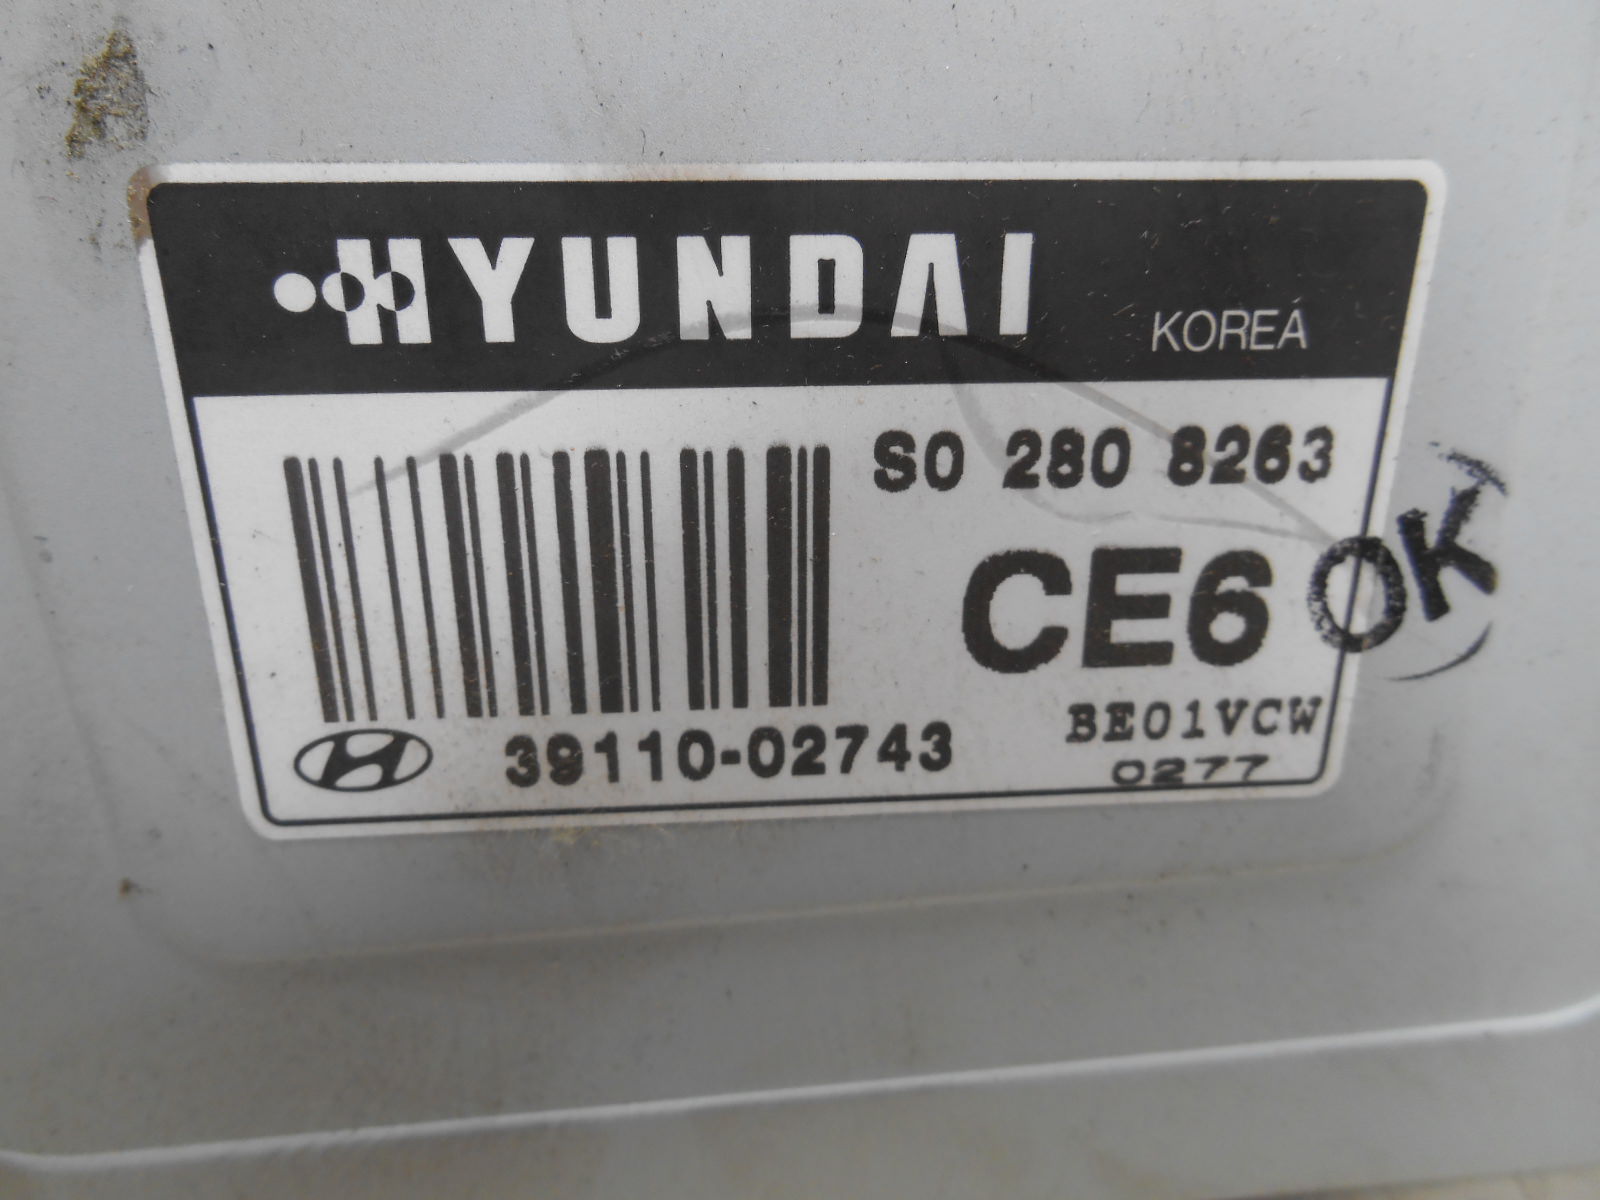 HYUNDAI
KOREA
S0 280 8263
CE6
OK
BE01VCW
39110-02743
0277